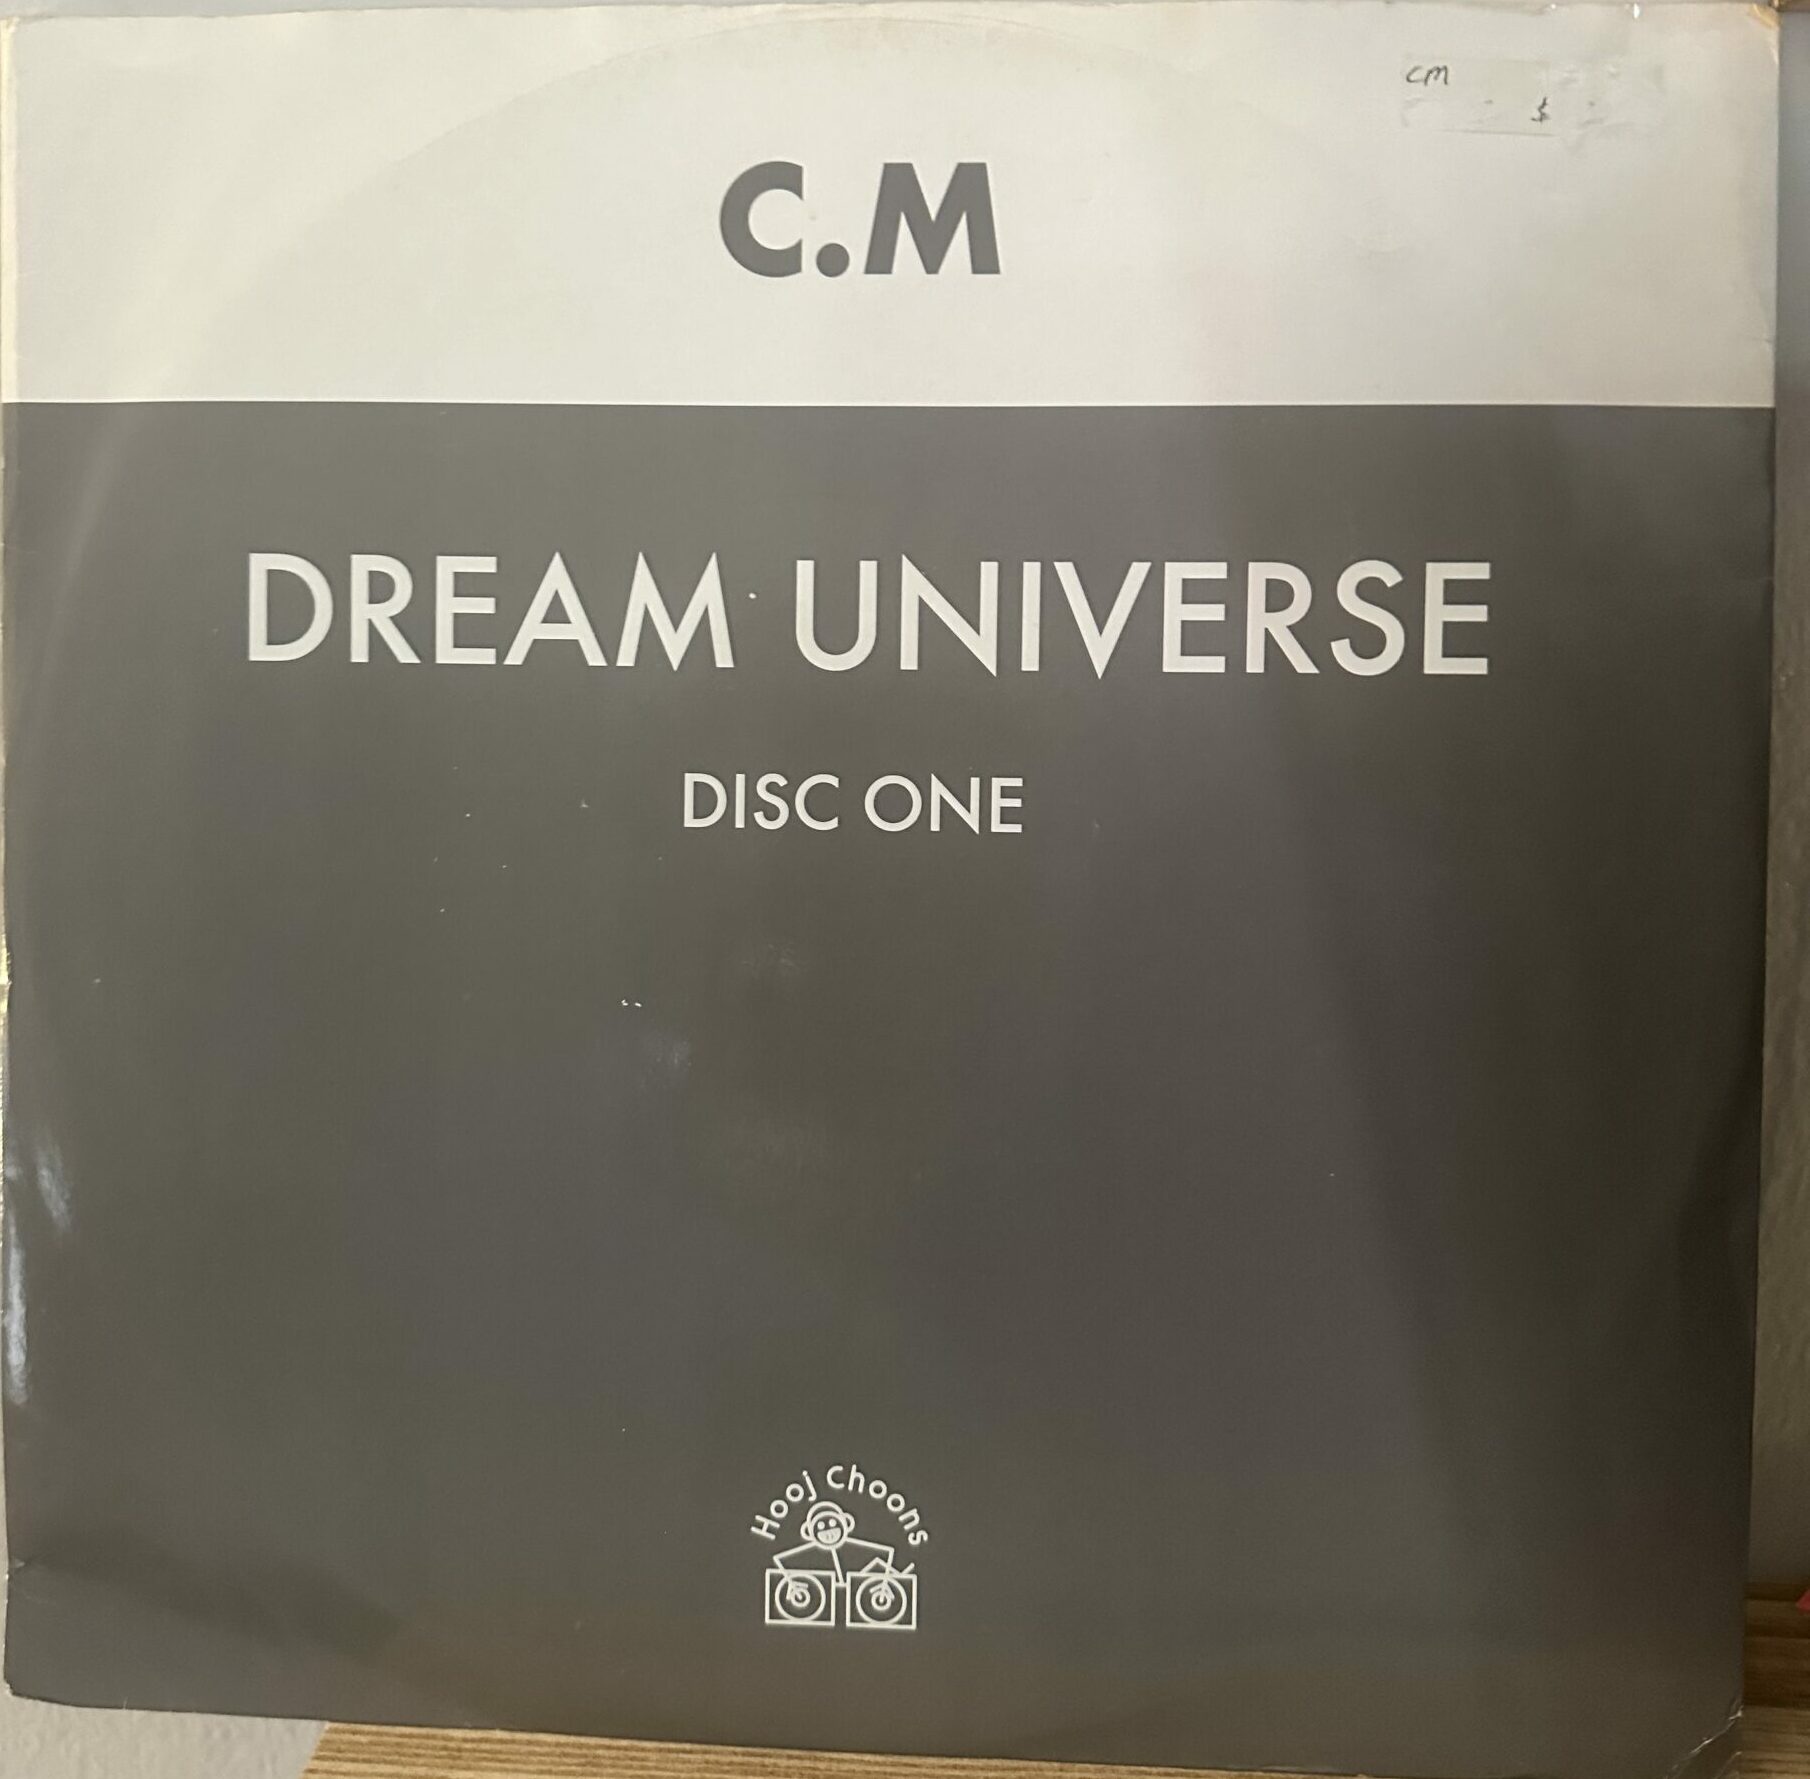 cm
$
C.M
DREAM UNIVERSE
DISC ONE
Hooj Choons